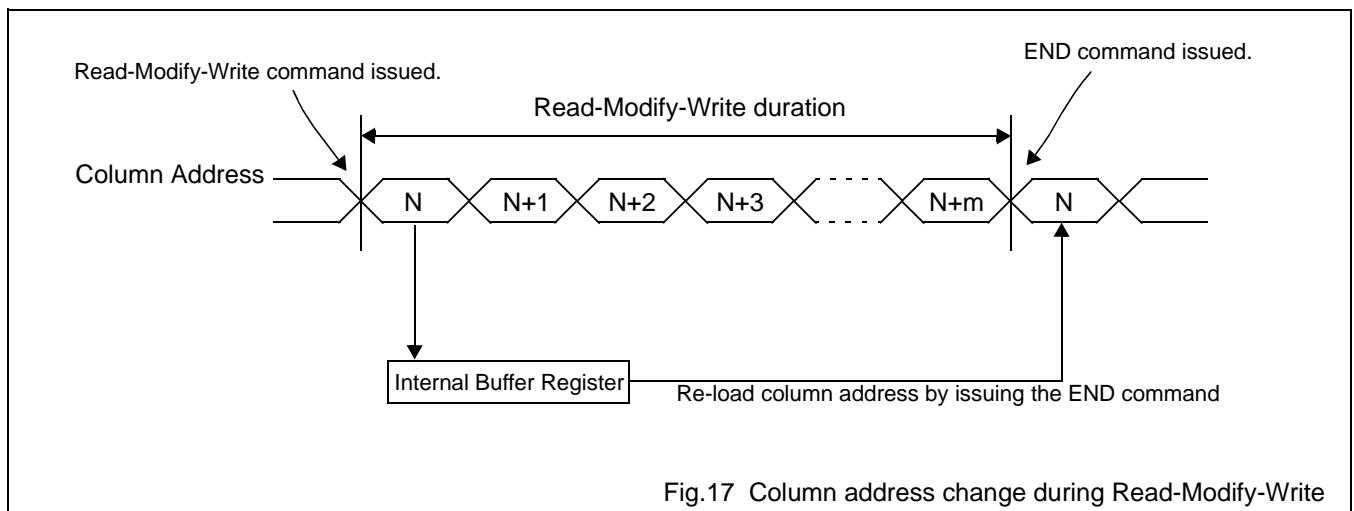 END command issued.
Read-Modify-Write command issued.
Read-Modify-Write duration
Column Address
N N+1 N+2 N+3 N+m N
Internal Buffer Register
Re-load column address by issuing the END command
Fig.17 Column address change during Read-Modify-Write